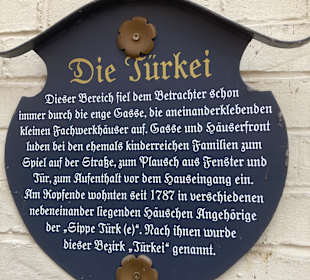 Die Türkei
Dieser Bereich fiel dem Betrachter schon
immer durch die enge Gasse, die aneinanderklebenden
kleinen Fachwerkhäuser auf. Gasse und Häuserfront
luden bei den ehemals kinderreichen Familien zum
Spiel auf der Straße, zum Plausch aus Fenster und
Tür, zum Aufenthalt vor dem Hauseingang ein.
Am Kopfende wohnten seit 1787 in verschiedenen
nebeneinander liegenden Häuschen Angehörige
der „Sippe Türk (e)“. Nach ihnen wurde
dieser Bezirk „Türkei“ genannt.